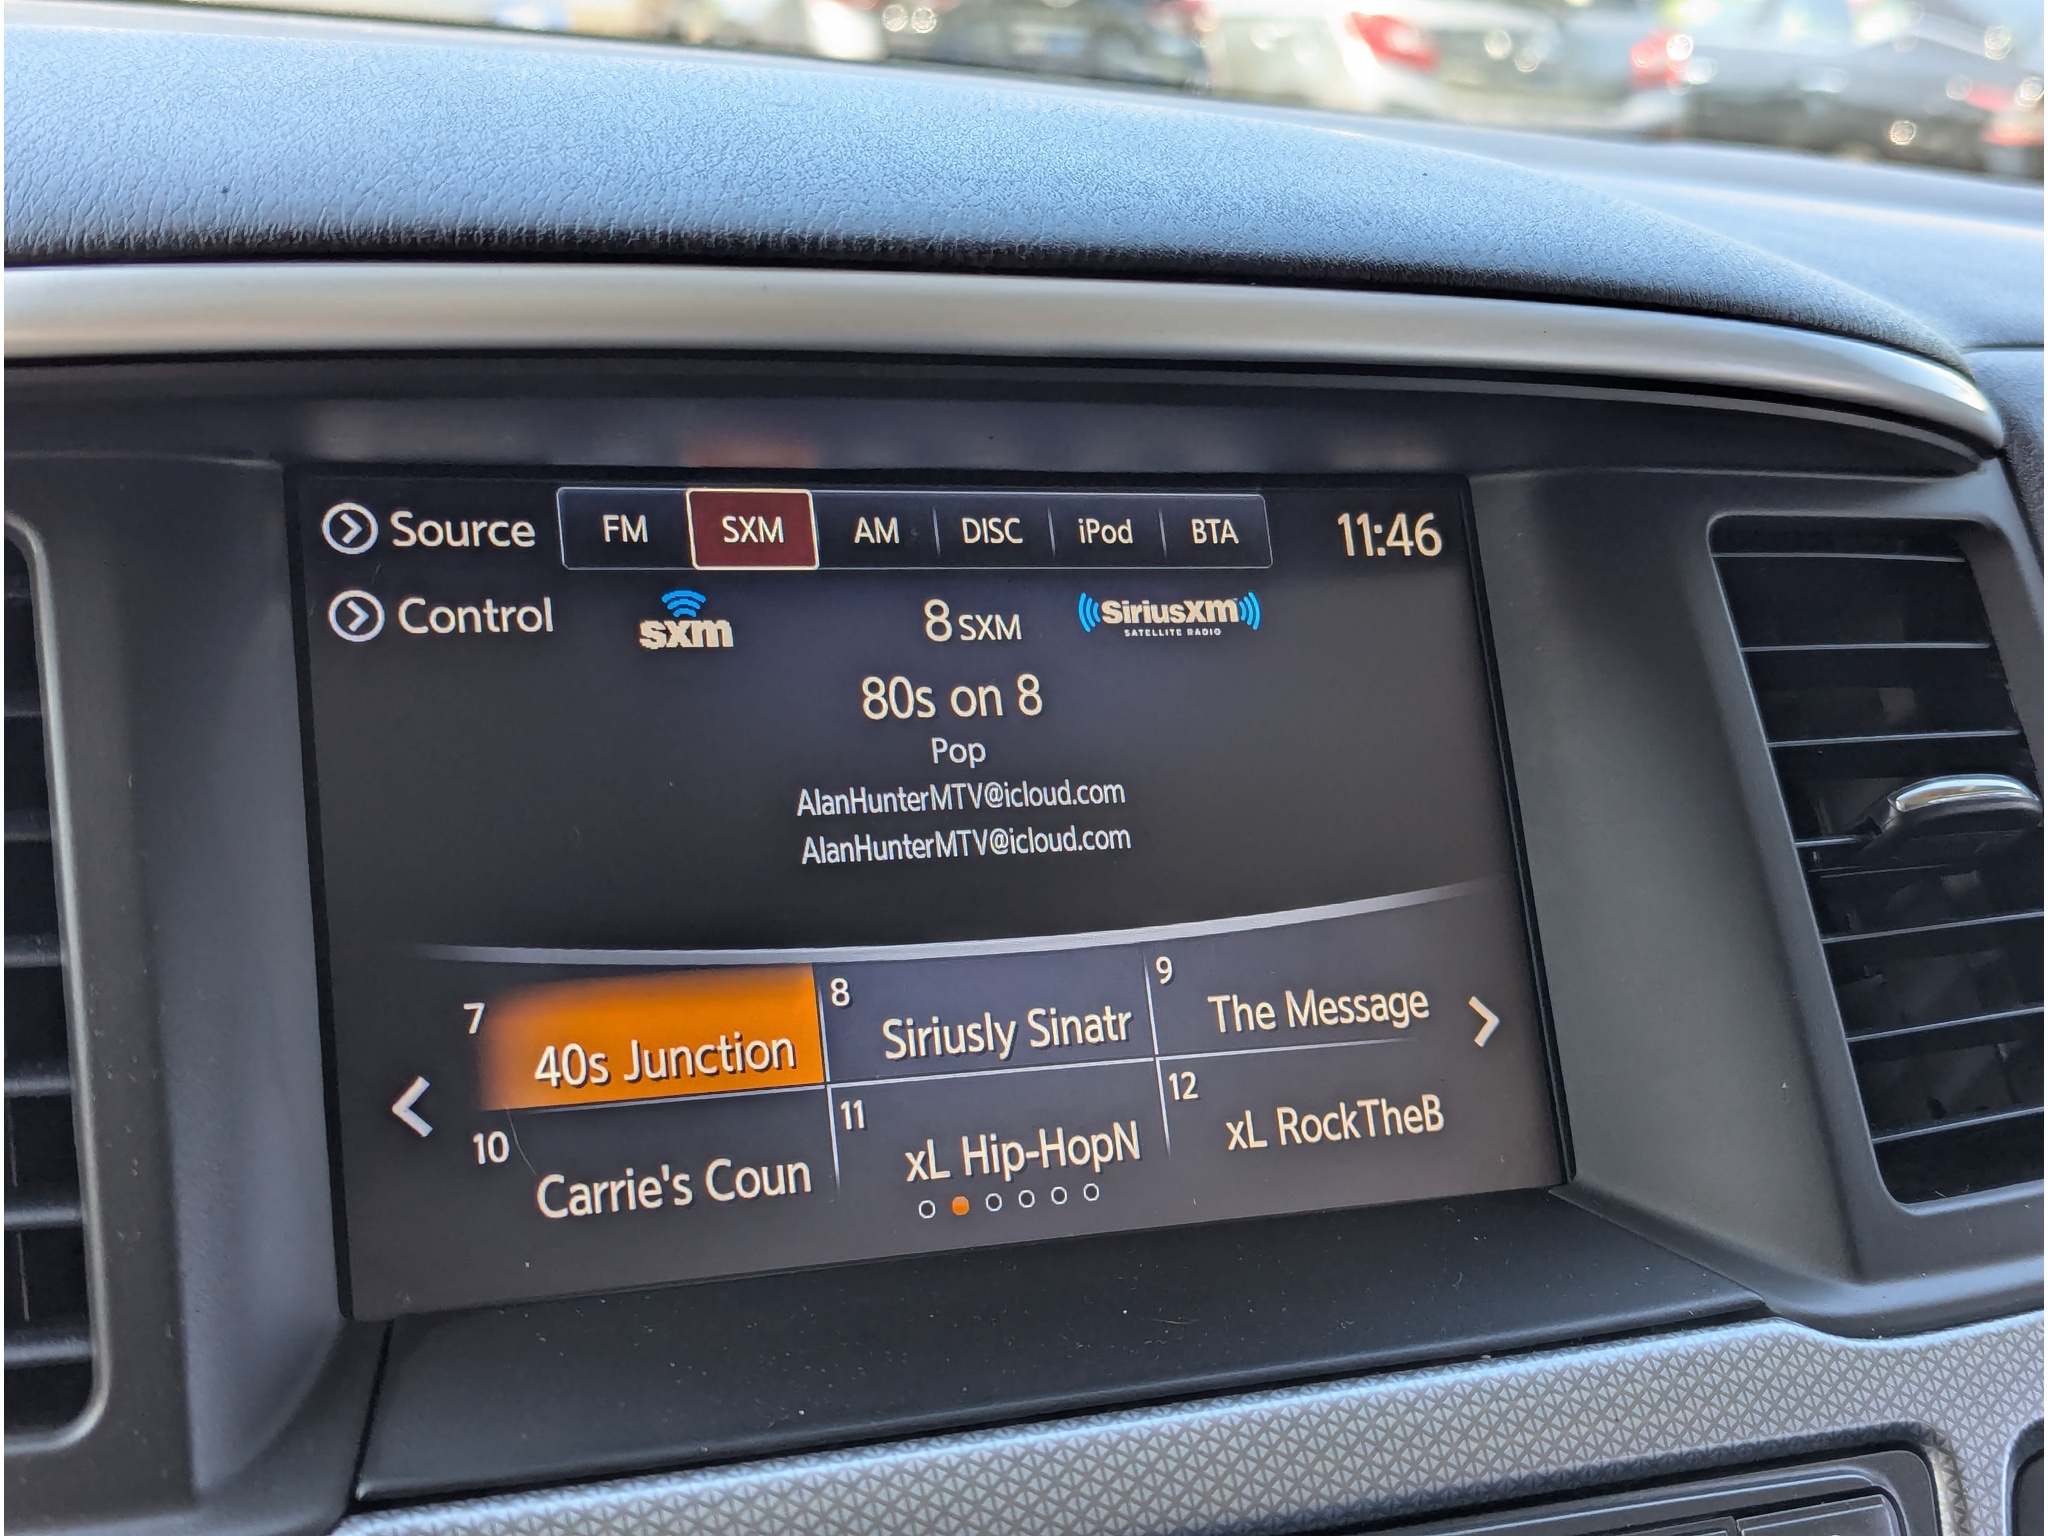 Source FM SXM AM DISC iPod BTA 11:46
Control sxm 8 SXM SiriusXM
SATELLITE RADIO
80s on 8
Pop
AlanHunterMTV@icloud.com
AlanHunterMTV@icloud.com
7 40s Junction 8 Siriusly Sinatr 9 The Message
10 Carrie's Coun 11 xL Hip-HopN 12 xL RockTheB